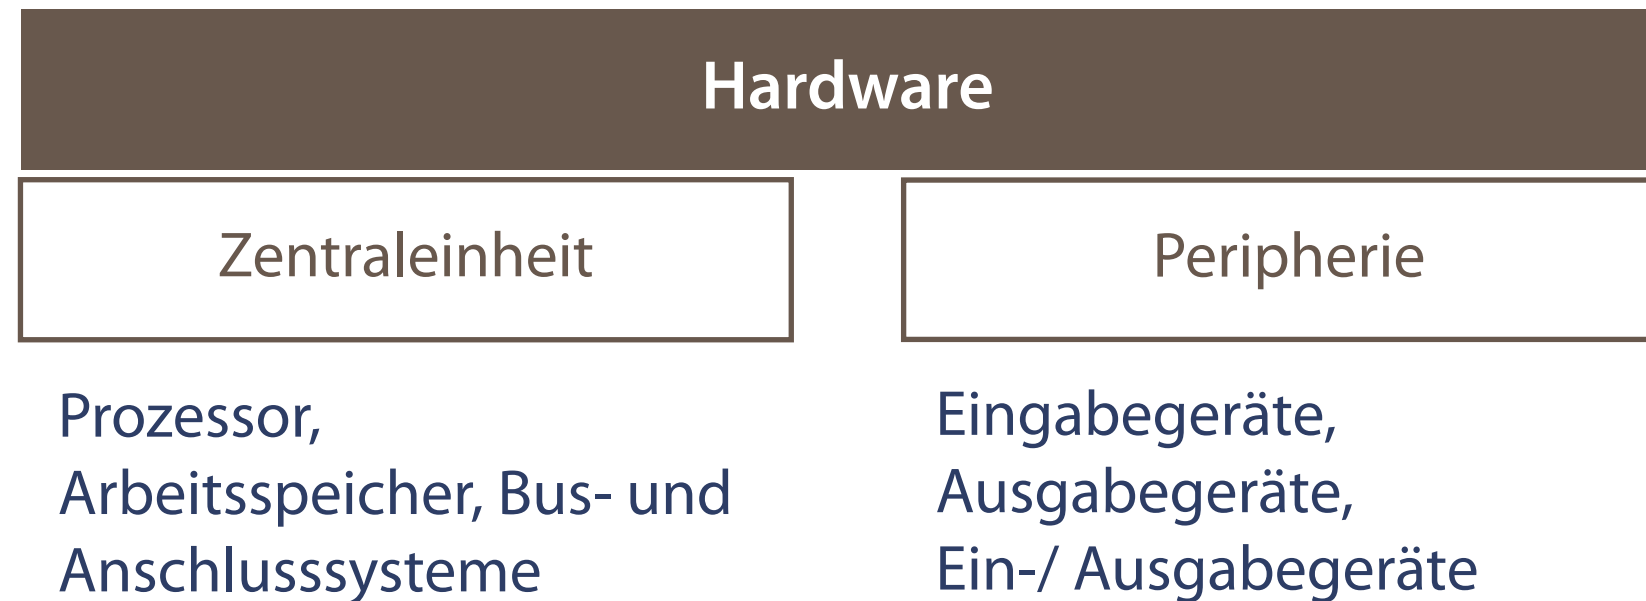 Hardware
Zentraleinheit
Peripherie
Prozessor,
Arbeitsspeicher, Bus- und
Anschlusssysteme
Eingabegeräte,
Ausgabegeräte,
Ein-/ Ausgabegeräte